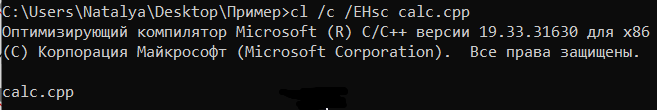 C:\Users\Natalya\Desktop\Пример>cl /c /EHsc calc.cpp
Оптимизирующий компилятор Microsoft (R) C/C++ версии 19.33.31630 для x86
(C) Корпорация Майкрософт (Microsoft Corporation).  Все права защищены.
calc.cpp